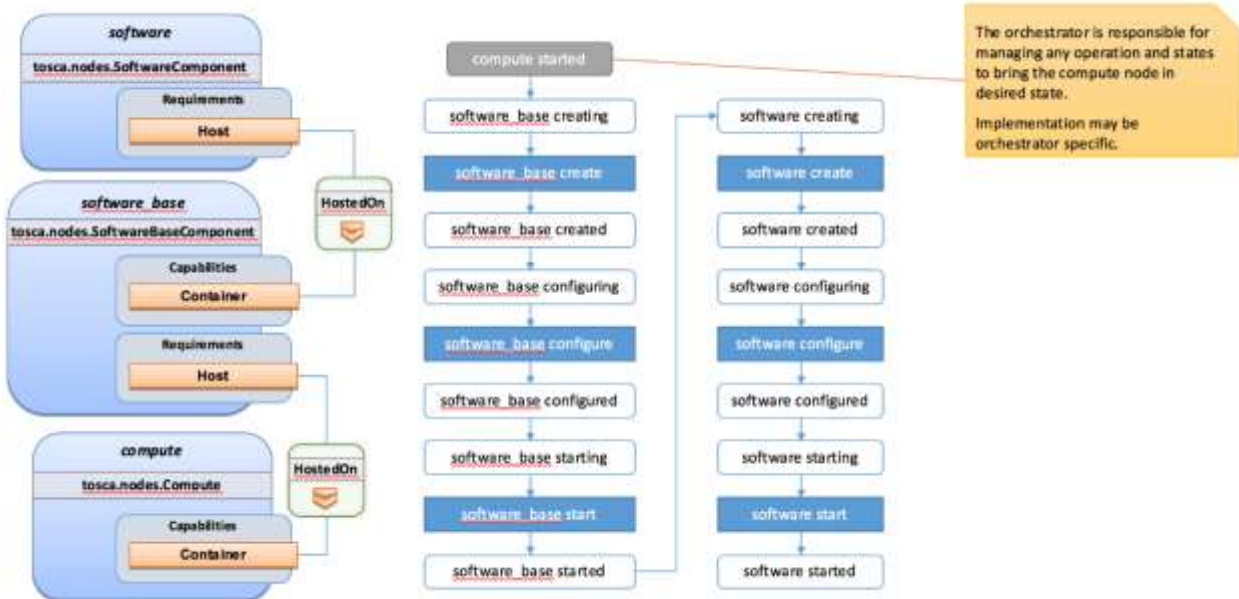 software
tosca.nodes.SoftwareComponent
Requirements
Host
software_base
tosca.nodes.SoftwareBaseComponent
Capabilities
Container
Requirements
Host
compute
tosca.nodes.Compute
Capabilities
Container
HostedOn
HostedOn
compute started
software_base creating
software_base create
software_base created
software_base configuring
software_base configure
software_base configured
software_base starting
software_base start
software_base started
software creating
software create
software created
software configuring
software configure
software configured
software starting
software start
software started
The orchestrator is responsible for
managing any operation and states
to bring the compute node in
desired state.
Implementation may be
orchestrator specific.